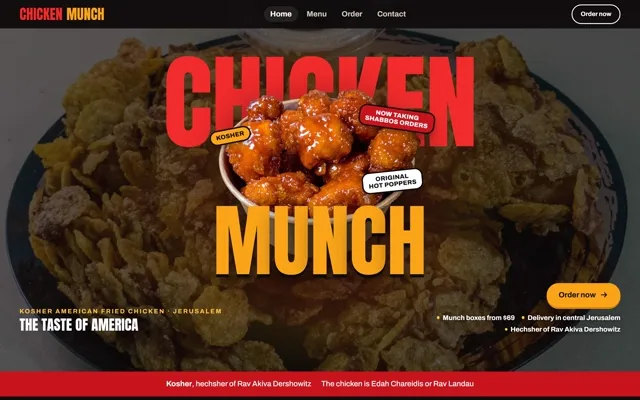 CHICKEN MUNCH
Home Menu Order Contact
Order now
CHICKEN
KOSHER
NOW TAKING
SHABBOS ORDERS
ORIGINAL
HOT POPPERS
MUNCH
Order now →
KOSHER AMERICAN FRIED CHICKEN · JERUSALEM
THE TASTE OF AMERICA
Munch boxes from ₪69 Delivery in central Jerusalem
Hechsher of Rav Akiva Dershowitz
Kosher, hechsher of Rav Akiva Dershowitz The chicken is Edah Chareidis or Rav Landau